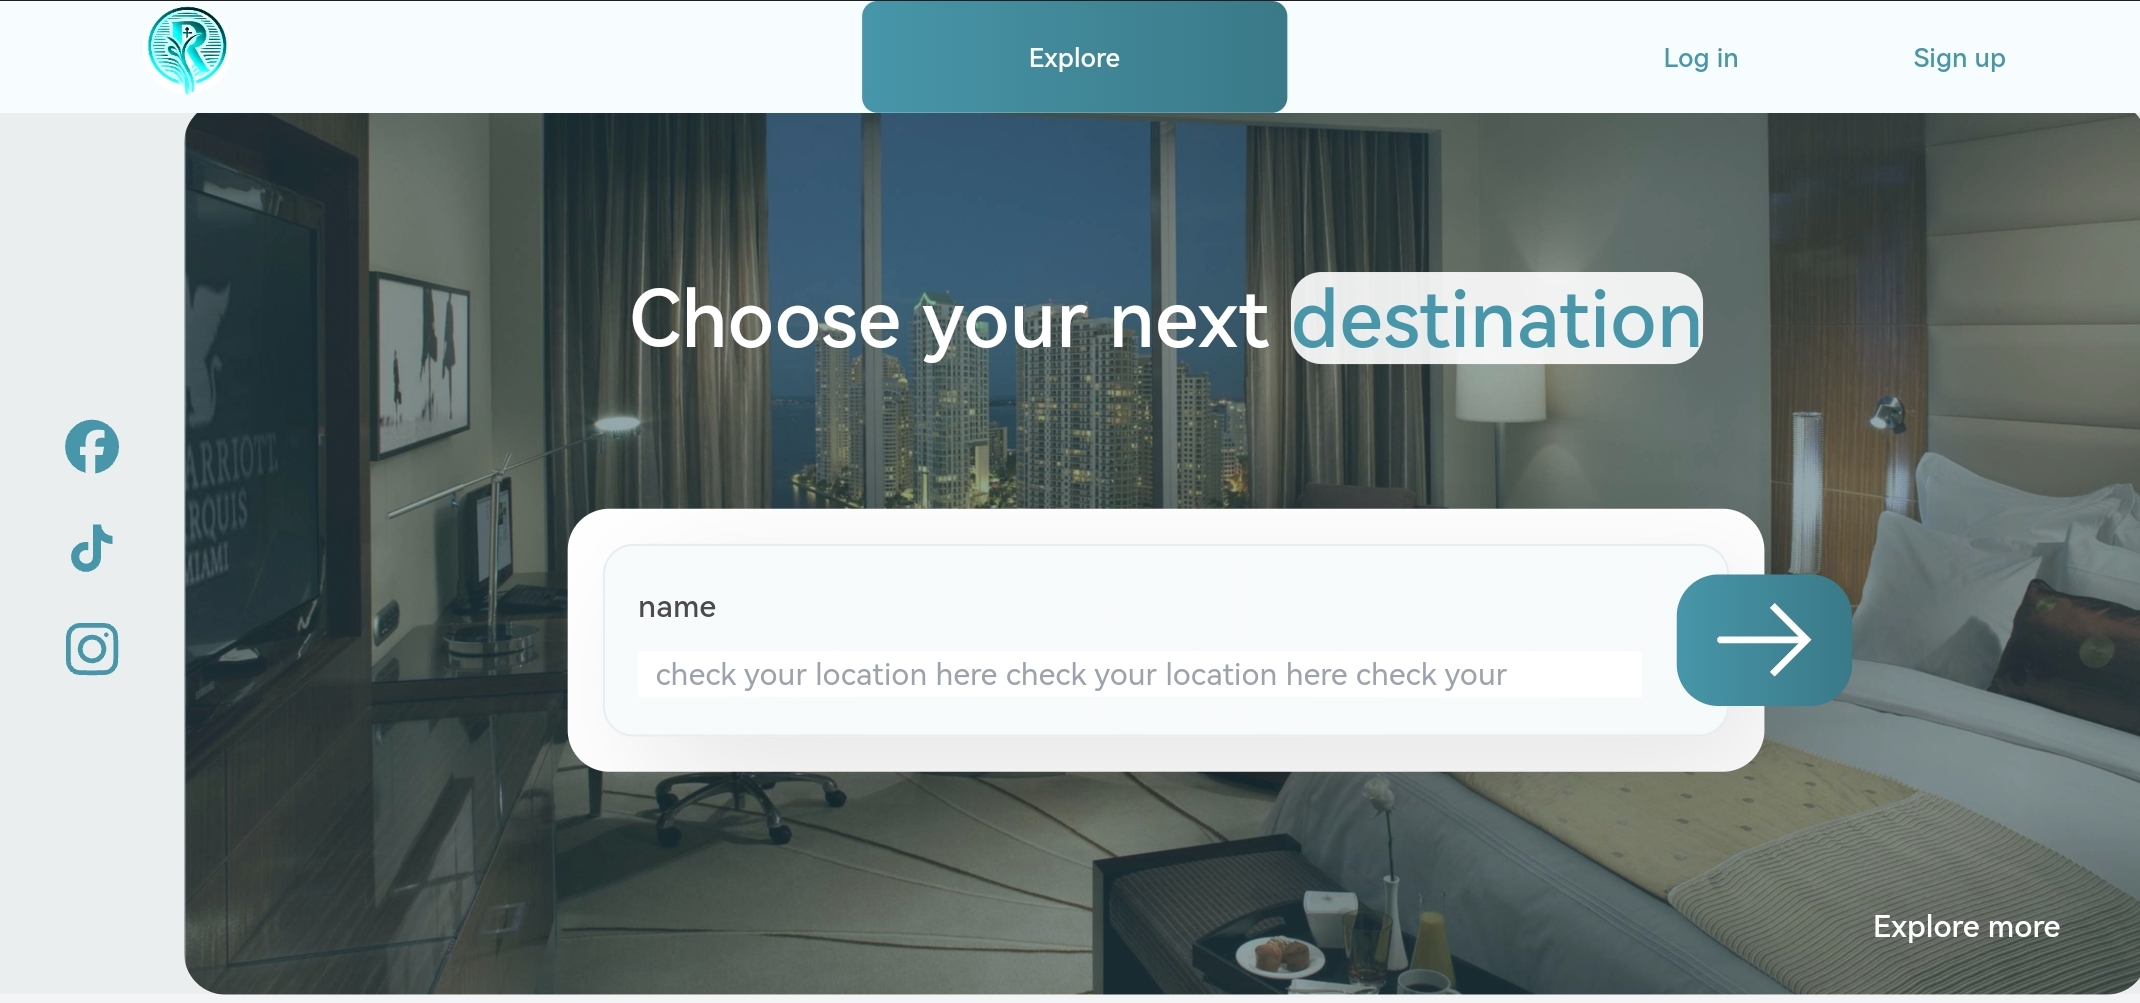 Explore
Log in
Sign up
Choose your next destination
ARRIOTT
RQUIS
MIAMI
name
check your location here check your location here check your
Explore more